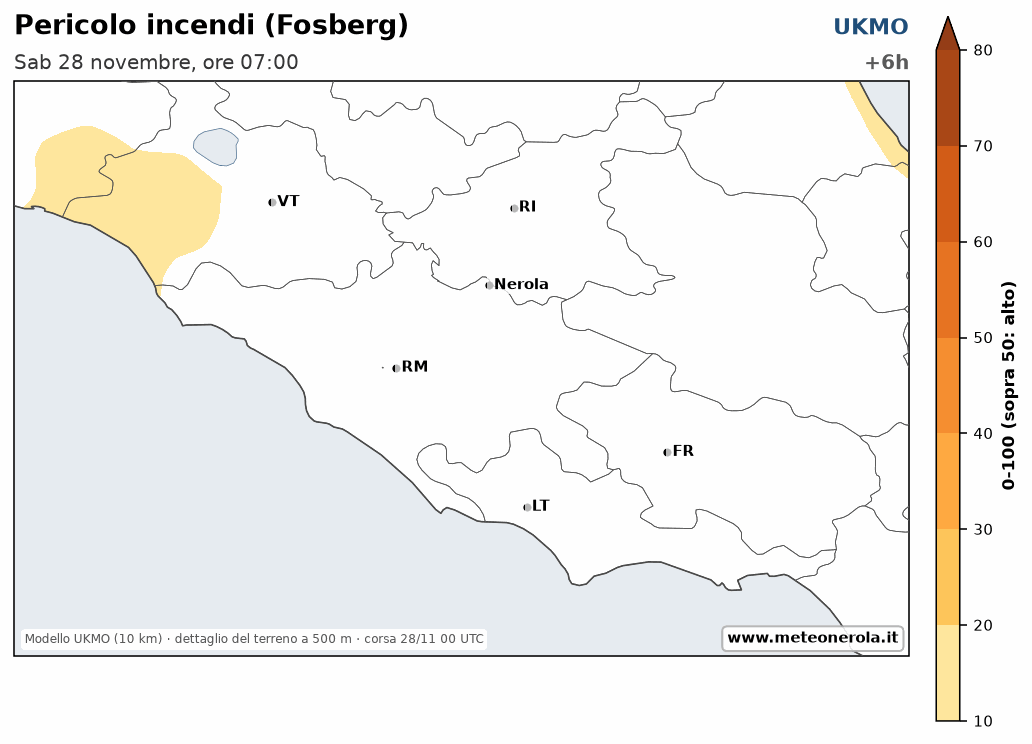 Pericolo incendi (Fosberg)
UKMO
Sab 28 novembre, ore 07:00
+6h
80
70
60
50
40
30
20
10
0-100 (sopra 50: alto)
VT
RI
Nerola
RM
FR
LT
Modello UKMO (10 km) · dettaglio del terreno a 500 m · corsa 28/11 00 UTC
www.meteonerola.it